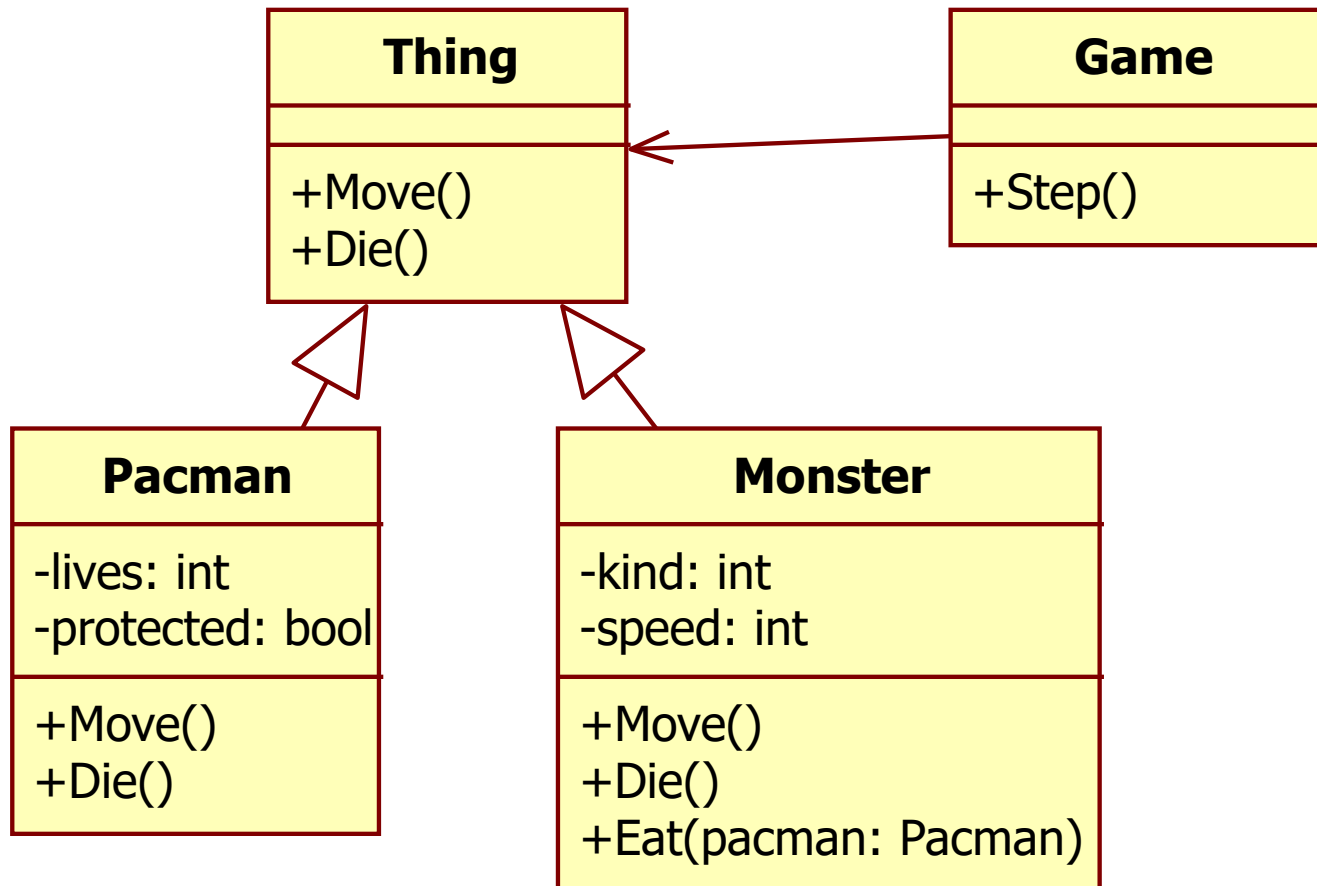 Thing
+Move()
+Die()
Game
+Step()
Pacman
-lives: int
-protected: bool
+Move()
+Die()
Monster
-kind: int
-speed: int
+Move()
+Die()
+Eat(pacman: Pacman)